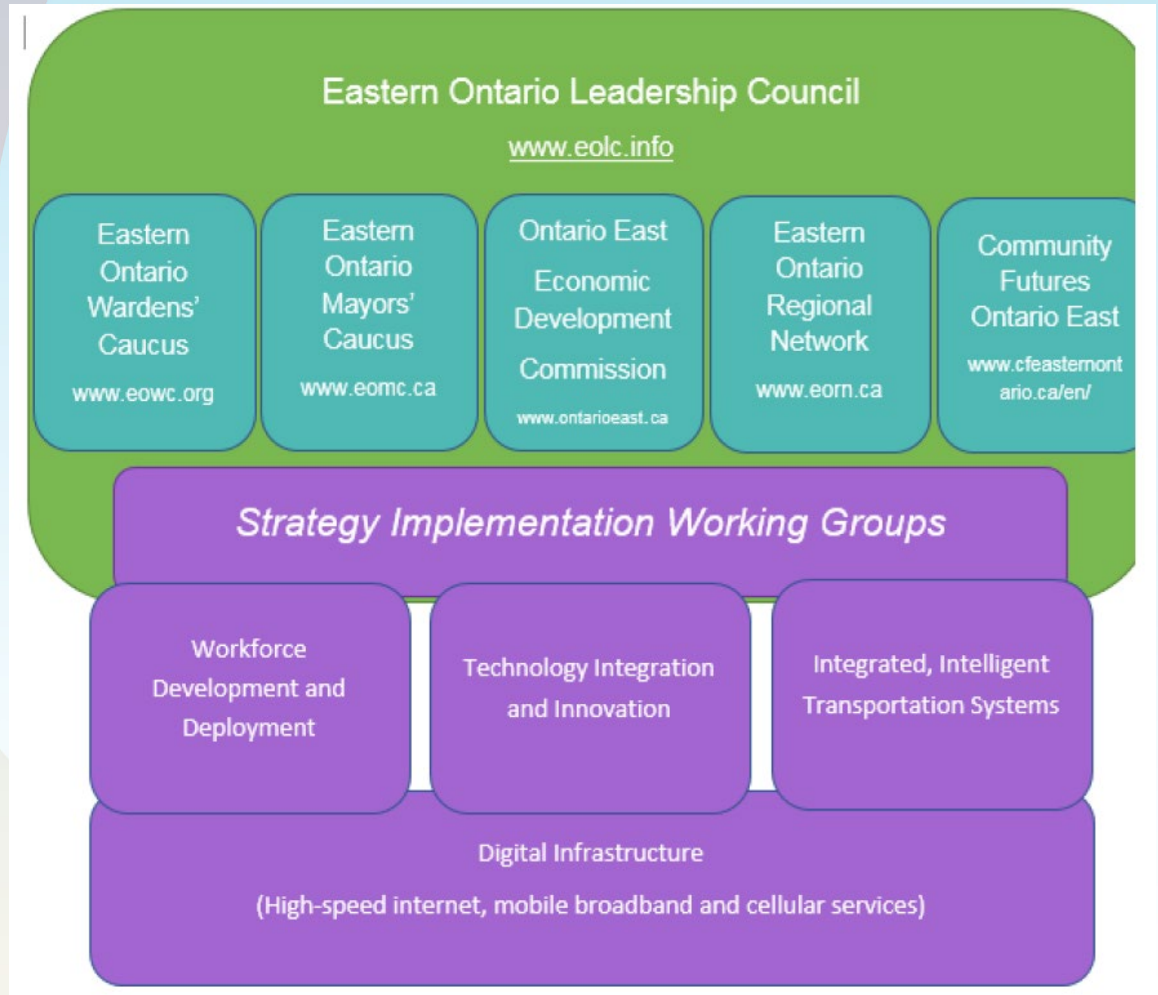 Eastern Ontario Leadership Council
www.eolc.info
Eastern
Ontario
Wardens’
Caucus
www.eowc.org
Eastern
Ontario
Mayors’
Caucus
www.eomc.ca
Ontario East
Economic
Development
Commission
www.ontarioeast.ca
Eastern
Ontario
Regional
Network
www.eorn.ca
Community
Futures
Ontario East
www.cfeasternont
ario.ca/en/
Strategy Implementation Working Groups
Workforce
Development and
Deployment
Technology Integration
and Innovation
Integrated, Intelligent
Transportation Systems
Digital Infrastructure
(High-speed internet, mobile broadband and cellular services)